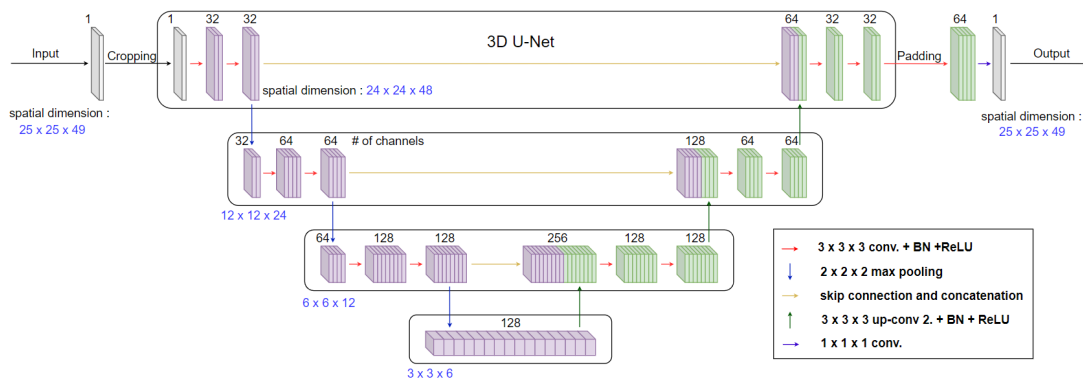 1 32 32 64 32 32 64 1
3D U-Net
Input Cropping Padding Output
spatial dimension : 24 x 24 x 48
spatial dimension :
25 x 25 x 49
spatial dimension :
25 x 25 x 49
32 64 64 # of channels 128 64 64
12 x 12 x 24
64 128 128 256 128 128
6 x 6 x 12
128
3 x 3 x 6
3 x 3 x 3 conv. + BN +ReLU
2 x 2 x 2 max pooling
skip connection and concatenation
3 x 3 x 3 up-conv 2. + BN + ReLU
1 x 1 x 1 conv.